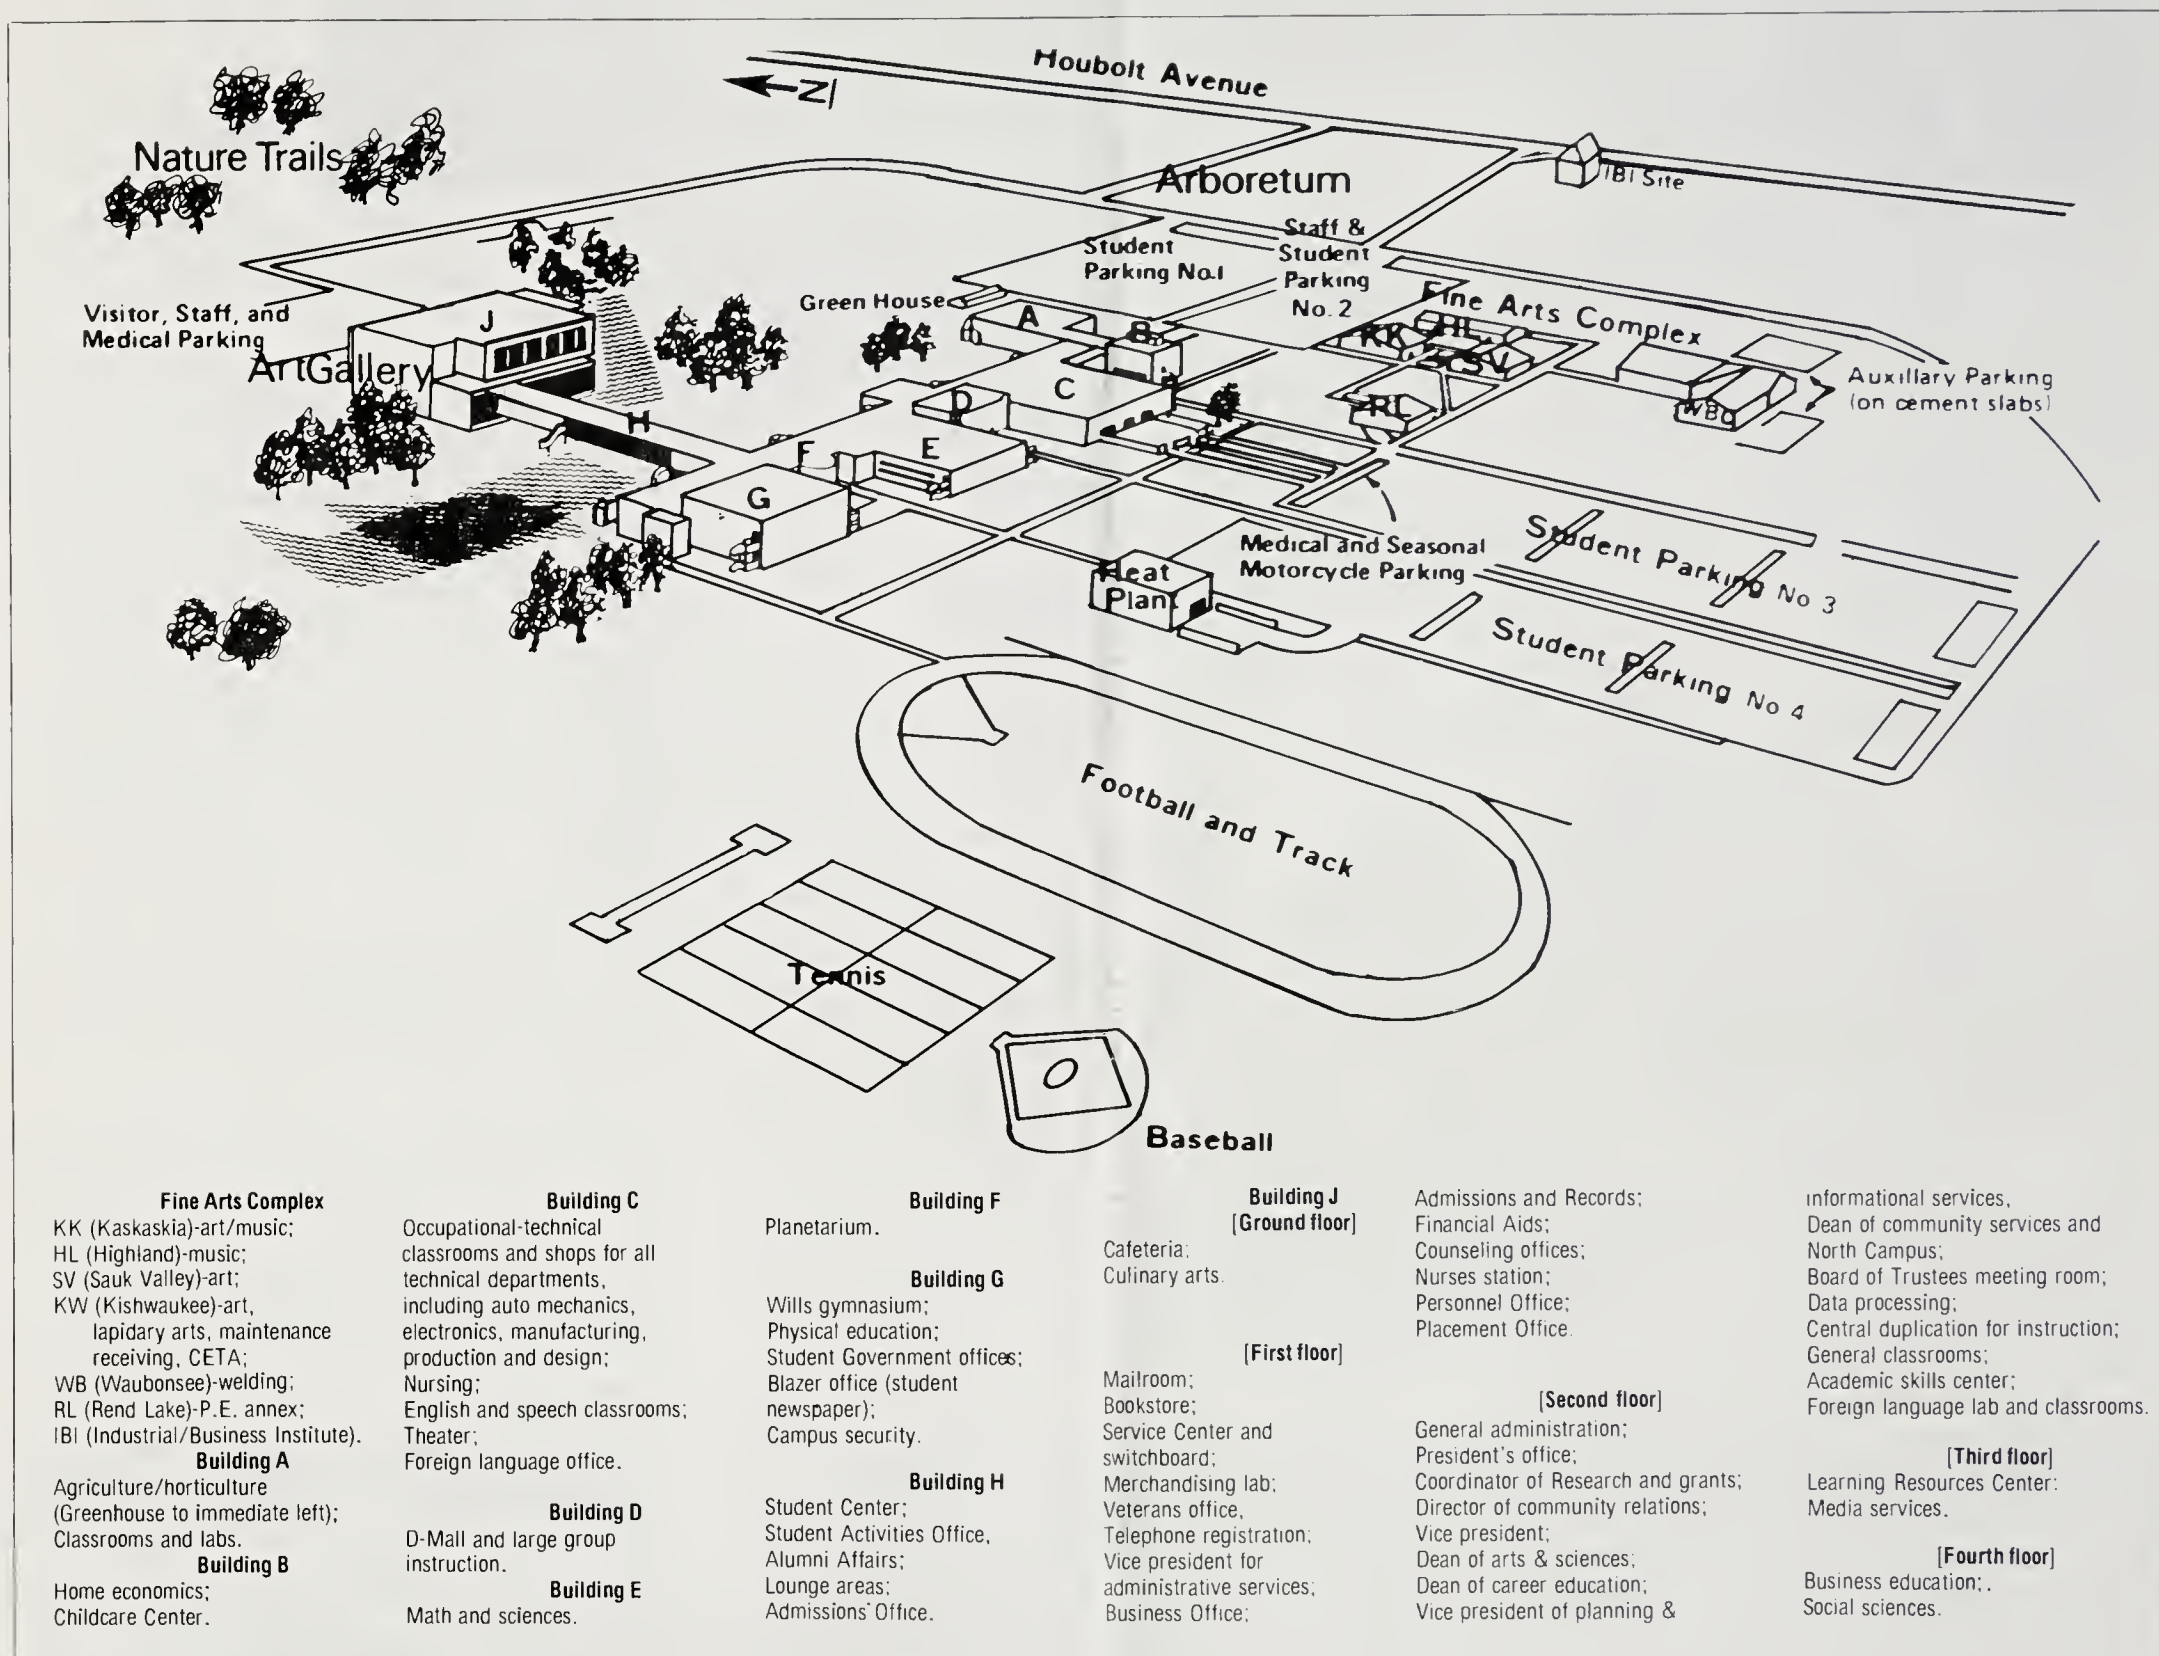 Houbolt Avenue
N
Nature Trails
IBI Site
Arboretum
Staff &
Student
Parking
No. 2
Student
Parking No.1
Green House
Fine Arts Complex
Visitor, Staff, and
Medical Parking
J
A
B
KK
HL
SV
ArtGallery
C
D
Auxillary Parking
(on cement slabs)
RL
WB
H
F
E
G
Student Parking No 3
Medical and Seasonal
Motorcycle Parking
Heat
Plant
Student Parking No 4
Football and Track
Tennis
Baseball
Fine Arts Complex
KK (Kaskaskia)-art/music;
HL (Highland)-music;
SV (Sauk Valley)-art;
KW (Kishwaukee)-art,
lapidary arts, maintenance
receiving, CETA;
WB (Waubonsee)-welding;
RL (Rend Lake)-P.E. annex;
IBI (Industrial/Business Institute).
Building A
Agriculture/horticulture
(Greenhouse to immediate left);
Classrooms and labs.
Building B
Home economics;
Childcare Center.
Building C
Occupational-technical
classrooms and shops for all
technical departments,
including auto mechanics,
electronics, manufacturing,
production and design;
Nursing;
English and speech classrooms;
Theater;
Foreign language office.
Building D
D-Mall and large group
instruction.
Building E
Math and sciences.
Building F
Planetarium.
Building G
Wills gymnasium;
Physical education;
Student Government offices;
Blazer office (student
newspaper);
Campus security.
Building H
Student Center;
Student Activities Office,
Alumni Affairs;
Lounge areas;
Admissions Office.
Building J
[Ground floor]
Cafeteria;
Culinary arts.
[First floor]
Mailroom;
Bookstore;
Service Center and
switchboard;
Merchandising lab;
Veterans office,
Telephone registration;
Vice president for
administrative services;
Business Office;
Admissions and Records;
Financial Aids;
Counseling offices;
Nurses station;
Personnel Office;
Placement Office.
[Second floor]
General administration;
President's office;
Coordinator of Research and grants;
Director of community relations;
Vice president;
Dean of arts & sciences;
Dean of career education;
Vice president of planning &
informational services,
Dean of community services and
North Campus;
Board of Trustees meeting room;
Data processing;
Central duplication for instruction;
General classrooms;
Academic skills center;
Foreign language lab and classrooms.
[Third floor]
Learning Resources Center:
Media services.
[Fourth floor]
Business education;.
Social sciences.